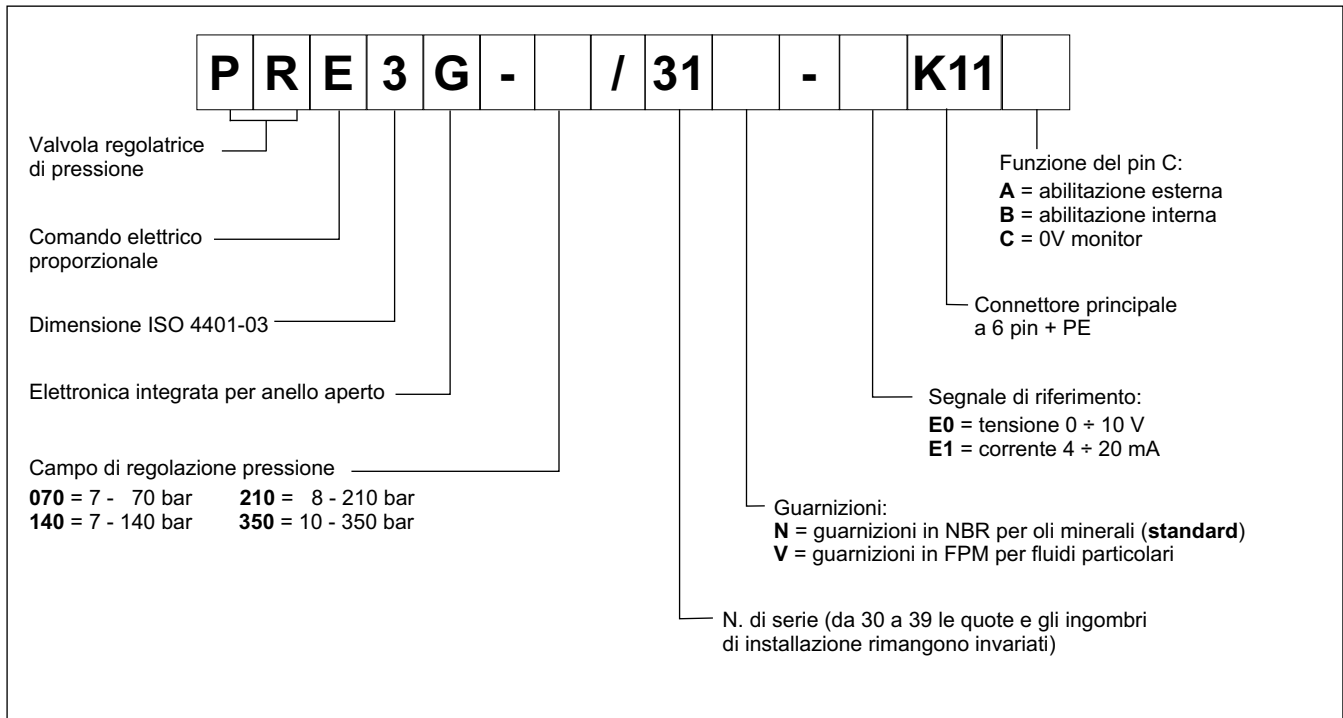 P R E 3 G - / 31 - K11
Valvola regolatrice
di pressione
Comando elettrico
proporzionale
Dimensione ISO 4401-03
Elettronica integrata per anello aperto
Campo di regolazione pressione
070 = 7 - 70 bar 210 = 8 - 210 bar
140 = 7 - 140 bar 350 = 10 - 350 bar
Funzione del pin C:
A = abilitazione esterna
B = abilitazione interna
C = 0V monitor
Connettore principale
a 6 pin + PE
Segnale di riferimento:
E0 = tensione 0 ÷ 10 V
E1 = corrente 4 ÷ 20 mA
Guarnizioni:
N = guarnizioni in NBR per oli minerali (standard)
V = guarnizioni in FPM per fluidi particolari
N. di serie (da 30 a 39 le quote e gli ingombri
di installazione rimangono invariati)